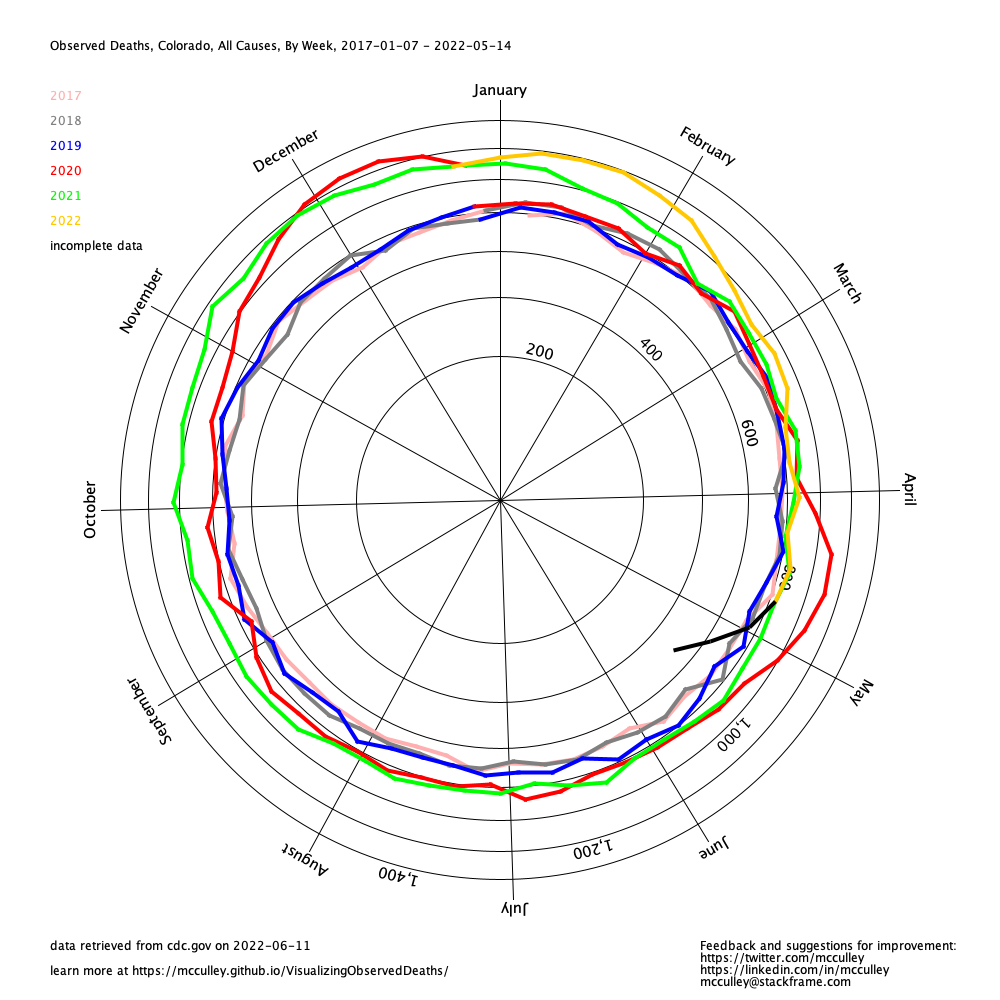 Observed Deaths, Colorado, All Causes, By Week, 2017-01-07 - 2022-05-14
2017
2018
2019
2020
2021
2022
incomplete data
January
February
March
April
May
June
July
August
September
October
November
December
200
400
600
800
1,000
1,200
1,400
data retrieved from cdc.gov on 2022-06-11
learn more at https://mcculley.github.io/VisualizingObservedDeaths/
Feedback and suggestions for improvement:
https://twitter.com/mcculley
https://linkedin.com/in/mcculley
mcculley@stackframe.com